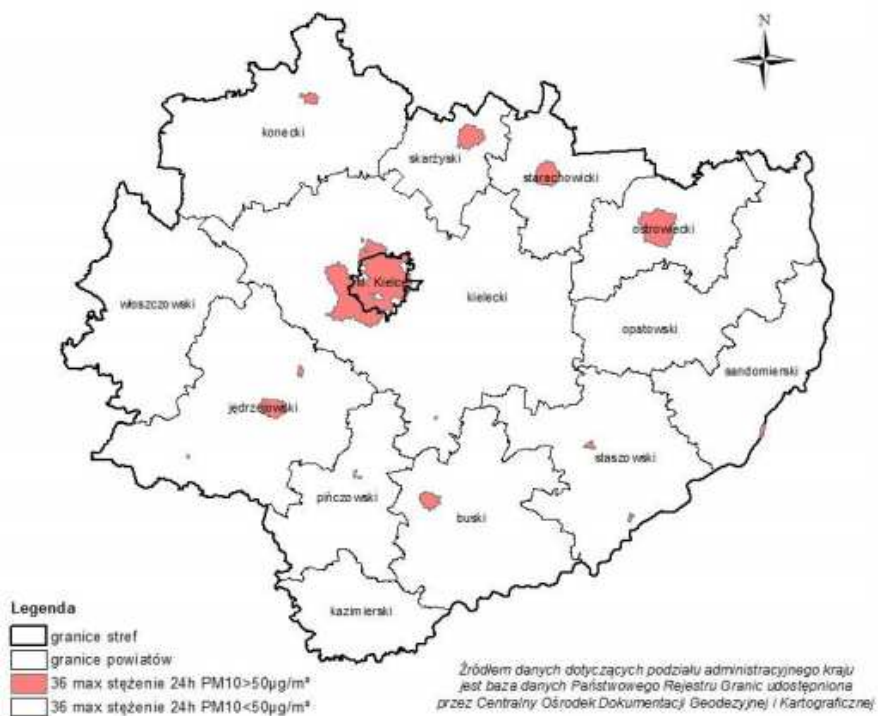 N
konecki
skarżyski
starachowicki
ostrowiecki
m. Kielce
kielecki
włoszczowski
opatowski
sandomierski
jędrzejowski
staszowski
pińczowski
buski
kazimierski
Legenda
granice stref
granice powiatów
36 max stężenie 24h PM10>50µg/m³
36 max stężenie 24h PM10<50µg/m³
Źródłem danych dotyczących podziału administracyjnego kraju
jest baza danych Państwowego Rejestru Granic udostępniona
przez Centralny Ośrodek Dokumentacji Geodezyjnej i Kartograficznej